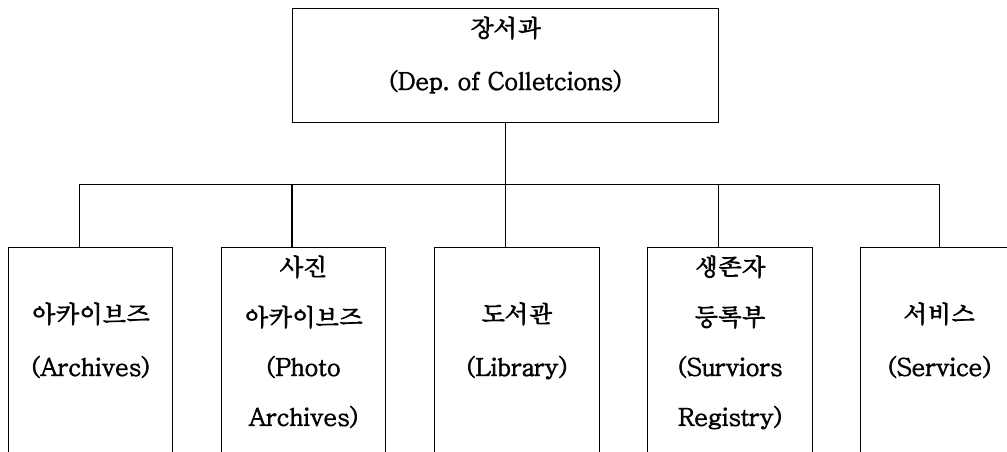 장서과
(Dep. of Colletcions)
아카이브즈
(Archives)
사진
아카이브즈
(Photo
Archives)
도서관
(Library)
생존자
등록부
(Surviors
Registry)
서비스
(Service)